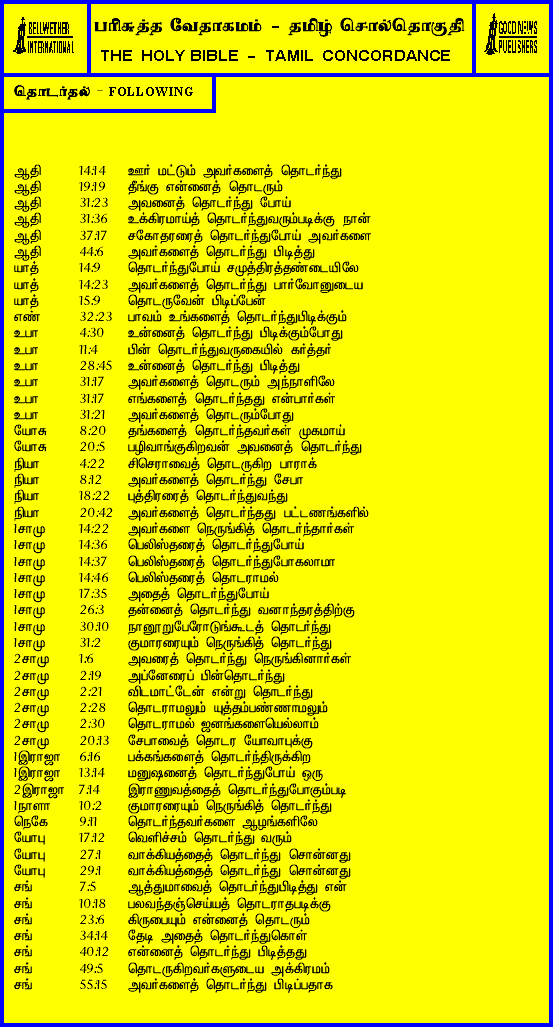 BELLWETHER
INTERNATIONAL
பரிசுத்த வேதாகமம் - தமிழ் சொல்தொகுதி
THE HOLY BIBLE - TAMIL CONCORDANCE
GOOD NEWS
PUBLISHERS
தொடர்தல் - FOLLOWING
ஆதி 14:14 ஊர் மட்டும் அவர்களைத் தொடர்ந்து
ஆதி 19:19 தீங்கு என்னைத் தொடரும்
ஆதி 31:23 அவனைத் தொடர்ந்து போய்
ஆதி 31:36 உக்கிரமாய்த் தொடர்ந்துவரும்படிக்கு நான்
ஆதி 37:17 சகோதரரைத் தொடர்ந்துபோய் அவர்களை
ஆதி 44:6 அவர்களைத் தொடர்ந்து பிடித்து
யாத் 14:9 தொடர்ந்துபோய் சமுத்திரத்தண்டையிலே
யாத் 14:23 அவர்களைத் தொடர்ந்து பார்வோனுடைய
யாத் 15:9 தொடருவேன் பிடிப்பேன்
எண் 32:23 பாவம் உங்களைத் தொடர்ந்துபிடிக்கும்
உபா 4:30 உன்னைத் தொடர்ந்து பிடிக்கும்போது
உபா 11:4 பின் தொடர்ந்துவருகையில் கர்த்தர்
உபா 28:45 உன்னைத் தொடர்ந்து பிடித்து
உபா 31:17 அவர்களைத் தொடரும் அந்நாளிலே
உபா 31:17 எங்களைத் தொடர்ந்தது என்பார்கள்
உபா 31:21 அவர்களைத் தொடரும்போது
யோசு 8:20 தங்களைத் தொடர்ந்தவர்கள் முகமாய்
யோசு 20:5 பழிவாங்குகிறவன் அவனைத் தொடர்ந்து
நியா 4:22 சிசெராவைத் தொடருகிற பாராக்
நியா 8:12 அவர்களைத் தொடர்ந்து சேபா
நியா 18:22 புத்திரரைத் தொடர்ந்துவந்து
நியா 20:42 அவர்களைத் தொடர்ந்தது பட்டணங்களில்
1சாமு 14:22 அவர்களை நெருங்கித் தொடர்ந்தார்கள்
1சாமு 14:36 பெலிஸ்தரைத் தொடர்ந்துபோய்
1சாமு 14:37 பெலிஸ்தரைத் தொடர்ந்துபோகலாமா
1சாமு 14:46 பெலிஸ்தரைத் தொடராமல்
1சாமு 17:35 அதைத் தொடர்ந்துபோய்
1சாமு 26:3 தன்னைத் தொடர்ந்து வனாந்தரத்திற்கு
1சாமு 30:10 நானூறுபேரோடுங்கூடத் தொடர்ந்து
1சாமு 31:2 குமாரரையும் நெருங்கித் தொடர்ந்து
2சாமு 1:6 அவரைத் தொடர்ந்து நெருங்கினார்கள்
2சாமு 2:19 அப்னேரைப் பின்தொடர்ந்து
2சாமு 2:21 விடமாட்டேன் என்று தொடர்ந்து
2சாமு 2:28 தொடராமலும் யுத்தம்பண்ணாமலும்
2சாமு 2:30 தொடராமல் ஜனங்களையெல்லாம்
2சாமு 20:13 சேபாவைத் தொடர யோவாபுக்கு
1இராஜா 6:16 பக்கங்களைத் தொடர்ந்திருக்கிற
1இராஜா 13:14 மனுஷனைத் தொடர்ந்துபோய் ஒரு
2இராஜா 7:14 இராணுவத்தைத் தொடர்ந்துபோகும்படி
1நாளா 10:2 குமாரரையும் நெருங்கித் தொடர்ந்து
நெகே 9:11 தொடர்ந்தவர்களை ஆழங்களிலே
யோபு 17:12 வெளிச்சம் தொடர்ந்து வரும்
யோபு 27:1 வாக்கியத்தைத் தொடர்ந்து சொன்னது
யோபு 29:1 வாக்கியத்தைத் தொடர்ந்து சொன்னது
சங் 7:5 ஆத்துமாவைத் தொடர்ந்துபிடித்து என்
சங் 10:18 பலவந்தஞ்செய்யத் தொடராதபடிக்கு
சங் 23:6 கிருபையும் என்னைத் தொடரும்
சங் 34:14 தேடி அதைத் தொடர்ந்துகொள்
சங் 40:12 என்னைத் தொடர்ந்து பிடித்தது
சங் 49:5 தொடருகிறவர்களுடைய அக்கிரமம்
சங் 55:15 அவர்களைத் தொடர்ந்து பிடிப்பதாக